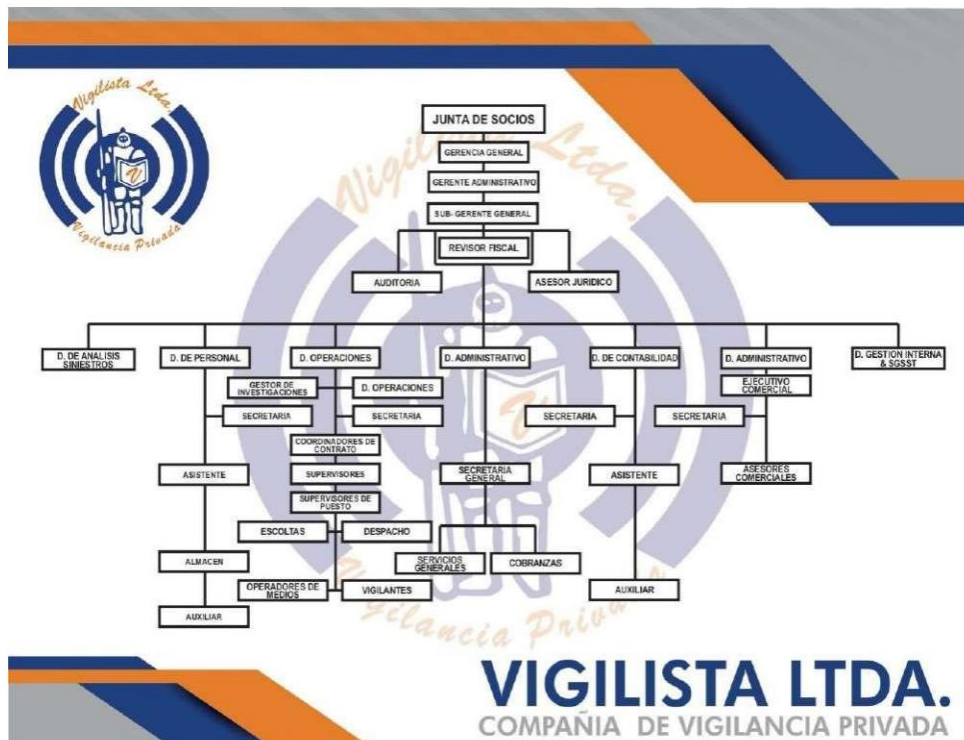 Vigilista Ltda.
V
Vigilancia Privada
JUNTA DE SOCIOS
GERENCIA GENERAL
GERENTE ADMINISTRATIVO
SUB- GERENTE GENERAL
REVISOR FISCAL
AUDITORIA
ASESOR JURIDICO
D. DE ANALISIS
SINIESTROS
D. DE PERSONAL
D. OPERACIONES
D. ADMINISTRATIVO
D. DE CONTABILIDAD
D. ADMINISTRATIVO
D. GESTION INTERNA
& SGSST
GESTOR DE
INVESTIGACIONES
D. OPERACIONES
EJECUTIVO
COMERCIAL
SECRETARIA
SECRETARIA
SECRETARIA
SECRETARIA
COORDINADORES DE
CONTRATO
ASISTENTE
SUPERVISORES
SECRETARIA
GENERAL
ASISTENTE
ASESORES
COMERCIALES
SUPERVISORES DE
PUESTO
ESCOLTAS
DESPACHO
ALMACEN
SERVICIOS
GENERALES
COBRANZAS
OPERADORES DE
MEDIOS
VIGILANTES
AUXILIAR
AUXILIAR
Vigilista Ltda.
V
Vigilancia Privada
VIGILISTA LTDA.
COMPAÑIA DE VIGILANCIA PRIVADA